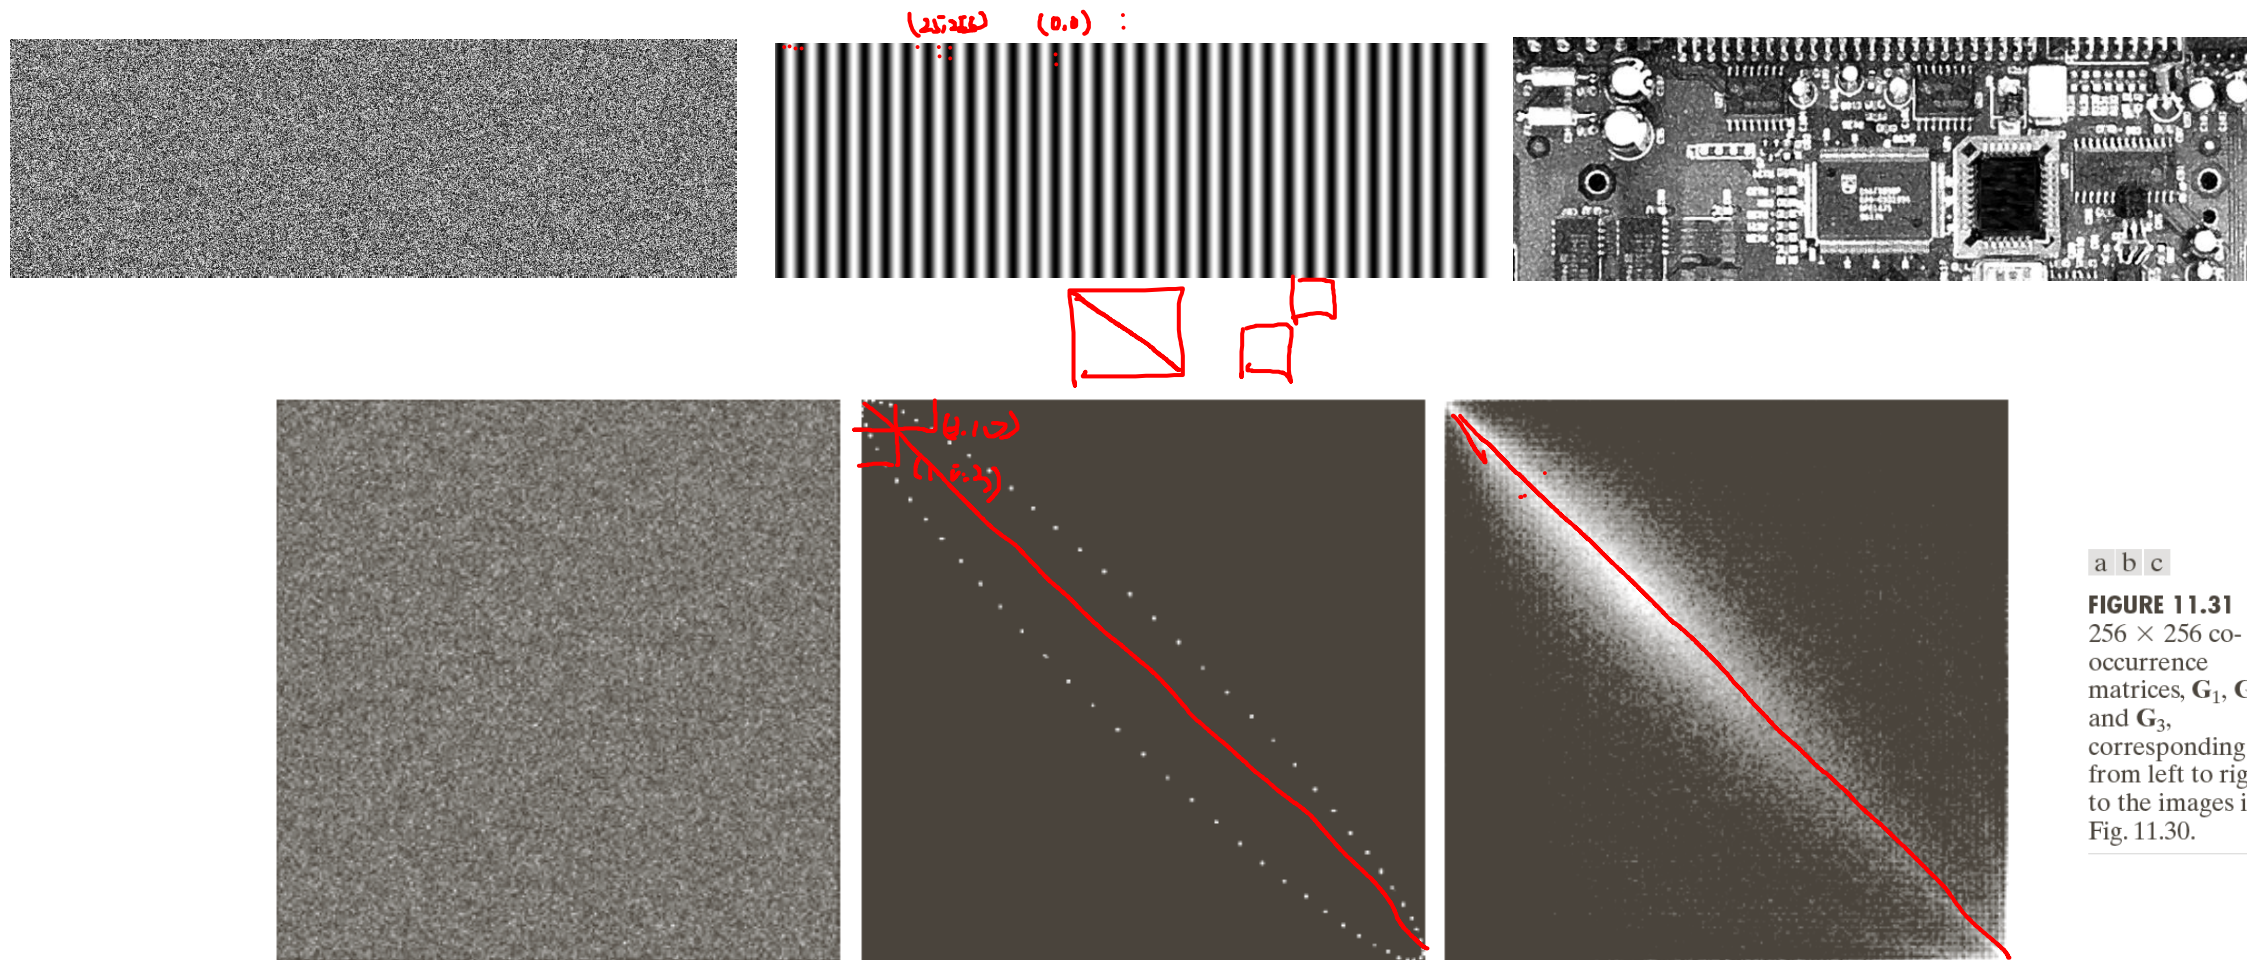 (0,0)
a b c
FIGURE 11.31
256 × 256 co-
occurrence
matrices, G₁, G
and G₃,
corresponding
from left to rig
to the images i
Fig. 11.30.